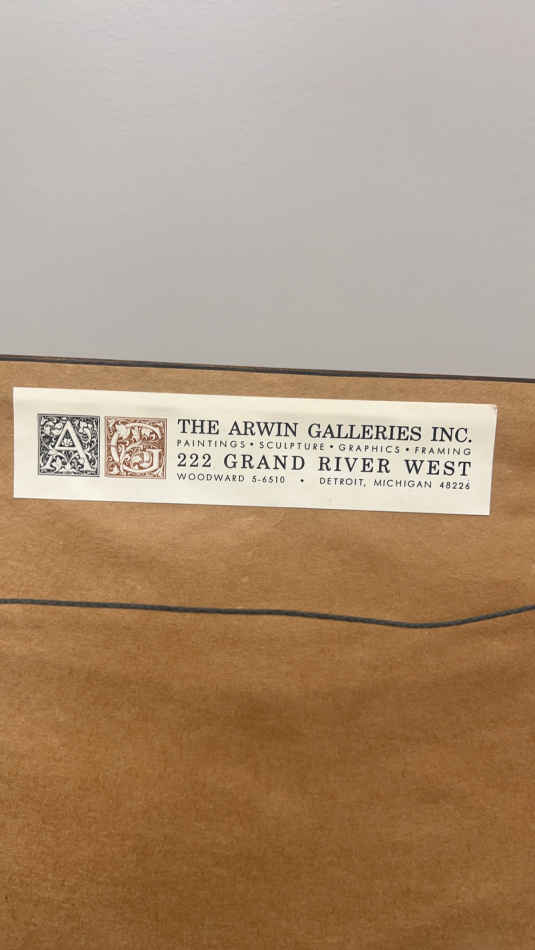 A G
THE ARWIN GALLERIES INC.
PAINTINGS • SCULPTURE • GRAPHICS • FRAMING
222 GRAND RIVER WEST
WOODWARD 5-6510 • DETROIT, MICHIGAN 48226